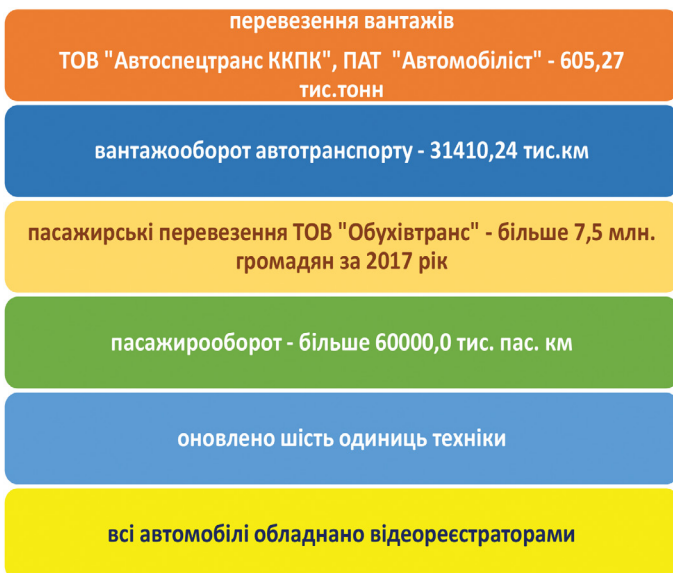 перевезення вантажів
ТОВ "Автоспецтранс ККПК", ПАТ "Автомобіліст" - 605,27
тис.тонн
вантажооборот автотранспорту - 31410,24 тис.км
пасажирські перевезення ТОВ "Обухівтранс" - більше 7,5 млн.
громадян за 2017 рік
пасажирооборот - більше 60000,0 тис. пас. км
оновлено шість одиниць техніки
всі автомобілі обладнано відеореєстраторами